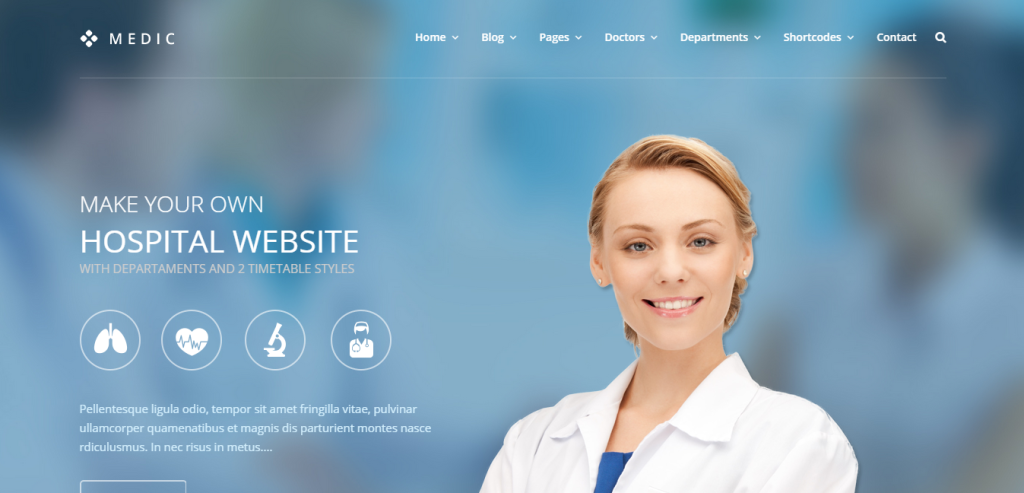 MEDIC
Home Blog Pages Doctors Departments Shortcodes Contact
MAKE YOUR OWN
HOSPITAL WEBSITE
WITH DEPARTAMENTS AND 2 TIMETABLE STYLES
Pellentesque ligula odio, tempor sit amet fringilla vitae, pulvinar
ullamcorper quamenatibus et magnis dis parturient montes nasce
rdiculusmus. In nec risus in metus....